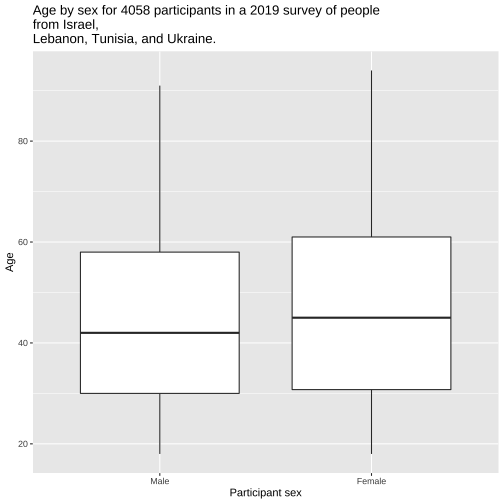 Age by sex for 4058 participants in a 2019 survey of people
from Israel,
Lebanon, Tunisia, and Ukraine.
80
60
40
20
Age
Male
Female
Participant sex